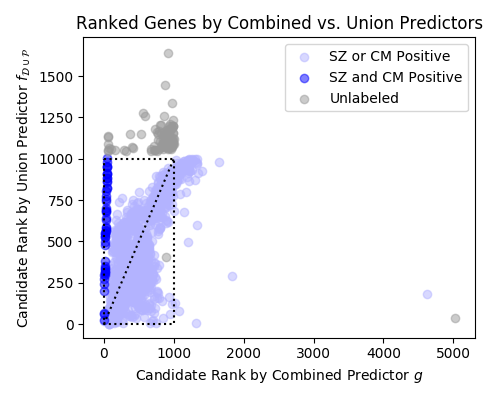 Ranked Genes by Combined vs. Union Predictors
SZ or CM Positive
SZ and CM Positive
Unlabeled
Candidate Rank by Union Predictor f_{D∪P}
1500
1250
1000
750
500
250
0
0 1000 2000 3000 4000 5000
Candidate Rank by Combined Predictor g